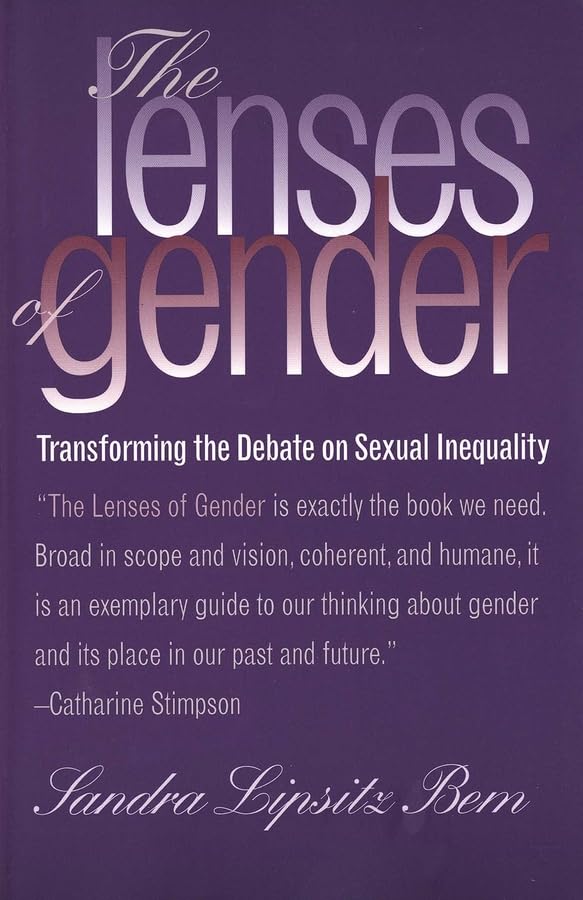 The
lenses
of gender
Transforming the Debate on Sexual Inequality
“The Lenses of Gender is exactly the book we need.
Broad in scope and vision, coherent, and humane, it
is an exemplary guide to our thinking about gender
and its place in our past and future.”
–Catharine Stimpson
Sandra Lipsitz Bem